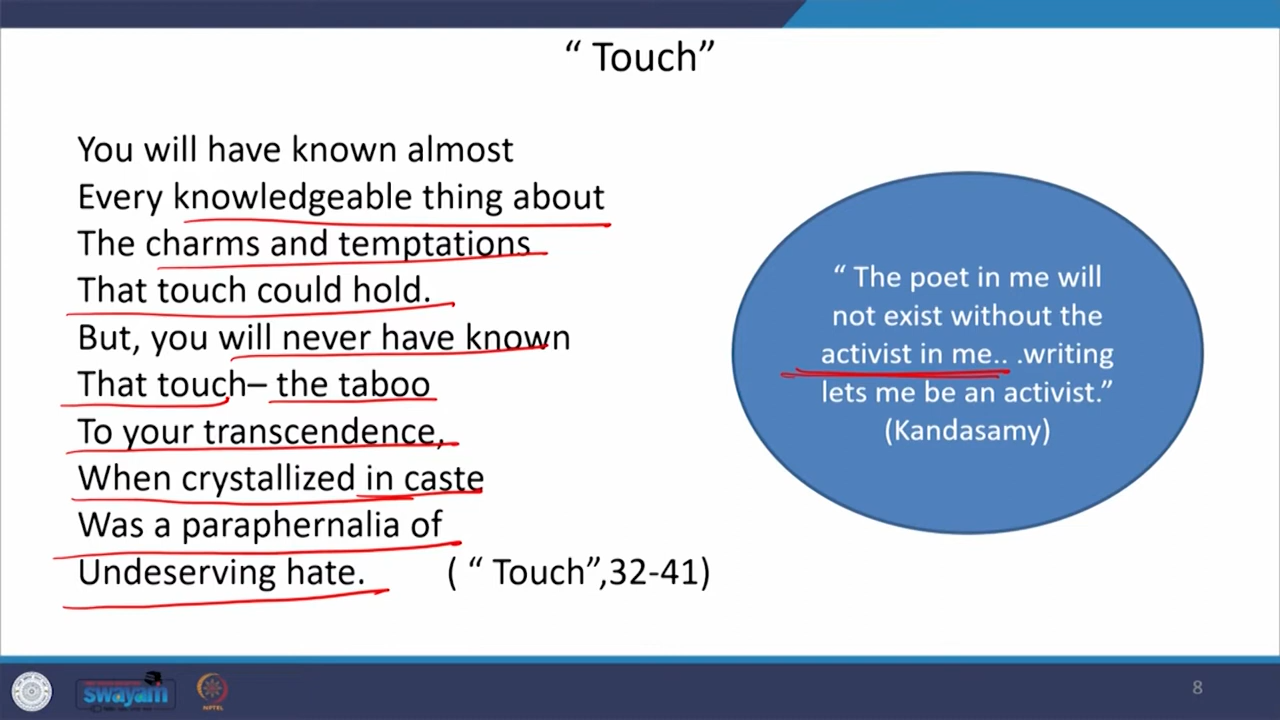 “ Touch”
You will have known almost
Every knowledgeable thing about
The charms and temptations
That touch could hold.
But, you will never have known
That touch– the taboo
To your transcendence,
When crystallized in caste
Was a paraphernalia of
Undeserving hate. ( “ Touch”,32-41)
“ The poet in me will
not exist without the
activist in me.. .writing
lets me be an activist.”
(Kandasamy)
swayam
NPTEL
8